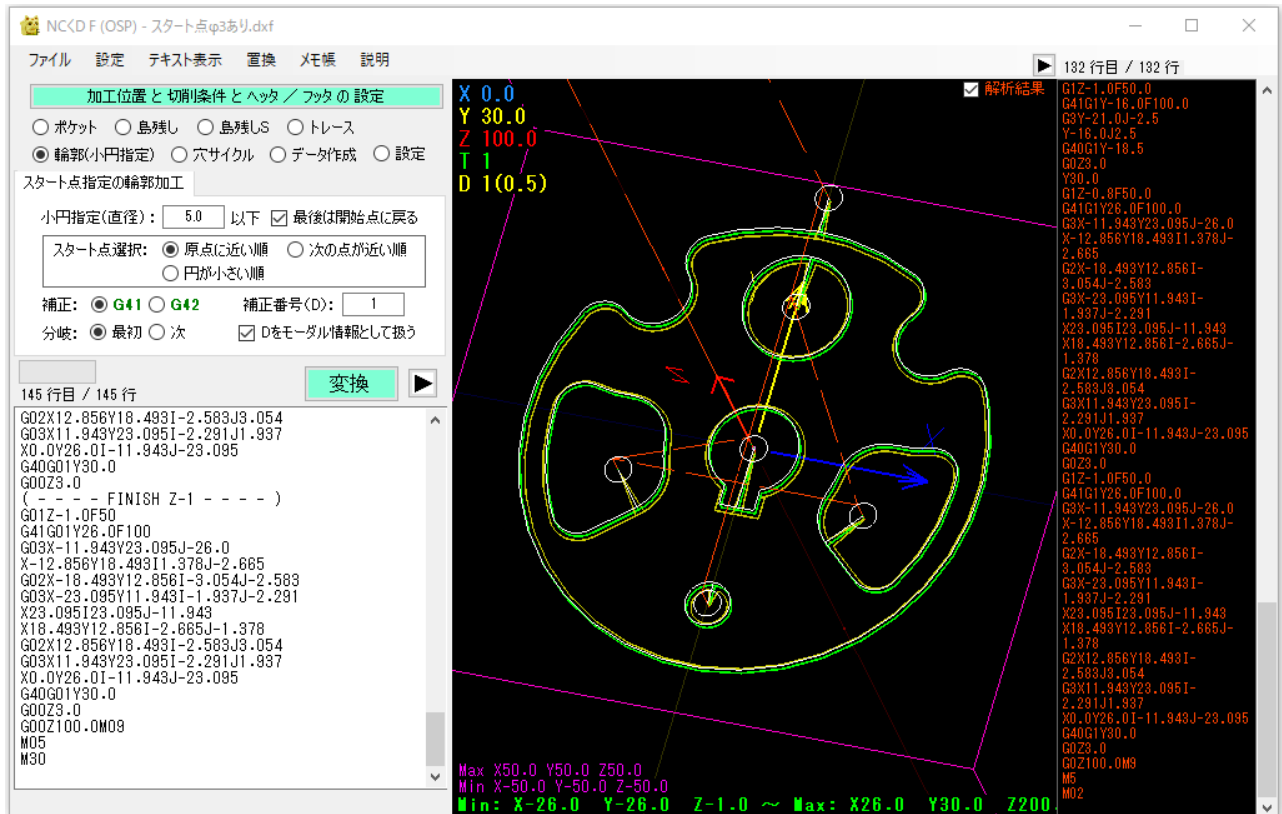 NCくD F (OSP) - スタート点φ3あり.dxf
ファイル 設定 テキスト表示 置換 メモ帳 説明
132 行目 / 132 行
加工位置 と 切削条件 と ヘッタ / フッタ の 設定
ポケット 島残し 島残しS トレース
輪郭(小円指定) 穴サイクル データ作成 設定
スタート点指定の輪郭加工
小円指定(直径): 5.0 以下 最後は開始点に戻る
スタート点選択: 原点に近い順 次の点が近い順
円が小さい順
補正: G41 G42 補正番号(D): 1
分岐: 最初 次 Dをモーダル情報として扱う
変換
145 行目 / 145 行
G02X12.856Y18.493I-2.583J3.054
G03X11.943Y23.095I-2.291J1.937
X0.0Y26.0I-11.943J-23.095
G40G01Y30.0
G00Z3.0
( - - - - FINISH Z-1 - - - - )
G01Z-1.0F50
G41G01Y26.0F100
G03X-11.943Y23.095J-26.0
X-12.856Y18.493I1.378J-2.665
G02X-18.493Y12.856I-3.054J-2.583
G03X-23.095Y11.943I-1.937J-2.291
X23.095I23.095J-11.943
X18.493Y12.856I-2.665J-1.378
G02X12.856Y18.493I-2.583J3.054
G03X11.943Y23.095I-2.291J1.937
X0.0Y26.0I-11.943J-23.095
G40G01Y30.0
G00Z3.0
G00Z100.0M09
M05
M30
X 0.0
Y 30.0
Z 100.0
T 1
D 1(0.5)
解析結果
X
Max X50.0 Y50.0 Z50.0
Min X-50.0 Y-50.0 Z-50.0
Min: X-26.0 Y-26.0 Z-1.0 ~ Max: X26.0 Y30.0 Z200.
G1Z-1.0F50.0
G41G1Y-16.0F100.0
G3Y-21.0J-2.5
Y-16.0J2.5
G40G1Y-18.5
G0Z3.0
Y30.0
G1Z-0.8F50.0
G41G1Y26.0F100.0
G3X-11.943Y23.095J-26.0
X-12.856Y18.493I1.378J-
2.665
G2X-18.493Y12.856I-
3.054J-2.583
G3X-23.095Y11.943I-
1.937J-2.291
X23.095I23.095J-11.943
X18.493Y12.856I-2.665J-
1.378
G2X12.856Y18.493I-
2.583J3.054
G3X11.943Y23.095I-
2.291J1.937
X0.0Y26.0I-11.943J-23.095
G40G1Y30.0
G0Z3.0
G1Z-1.0F50.0
G41G1Y26.0F100.0
G3X-11.943Y23.095J-26.0
X-12.856Y18.493I1.378J-
2.665
G2X-18.493Y12.856I-
3.054J-2.583
G3X-23.095Y11.943I-
1.937J-2.291
X23.095I23.095J-11.943
X18.493Y12.856I-2.665J-
1.378
G2X12.856Y18.493I-
2.583J3.054
G3X11.943Y23.095I-
2.291J1.937
X0.0Y26.0I-11.943J-23.095
G40G1Y30.0
G0Z3.0
G0Z100.0M9
M5
M02